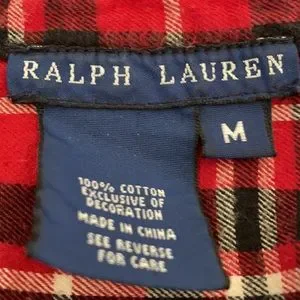 RALPH LAUREN
M
100% COTTON
EXCLUSIVE OF
DECORATION
MADE IN CHINA
SEE REVERSE
FOR CARE